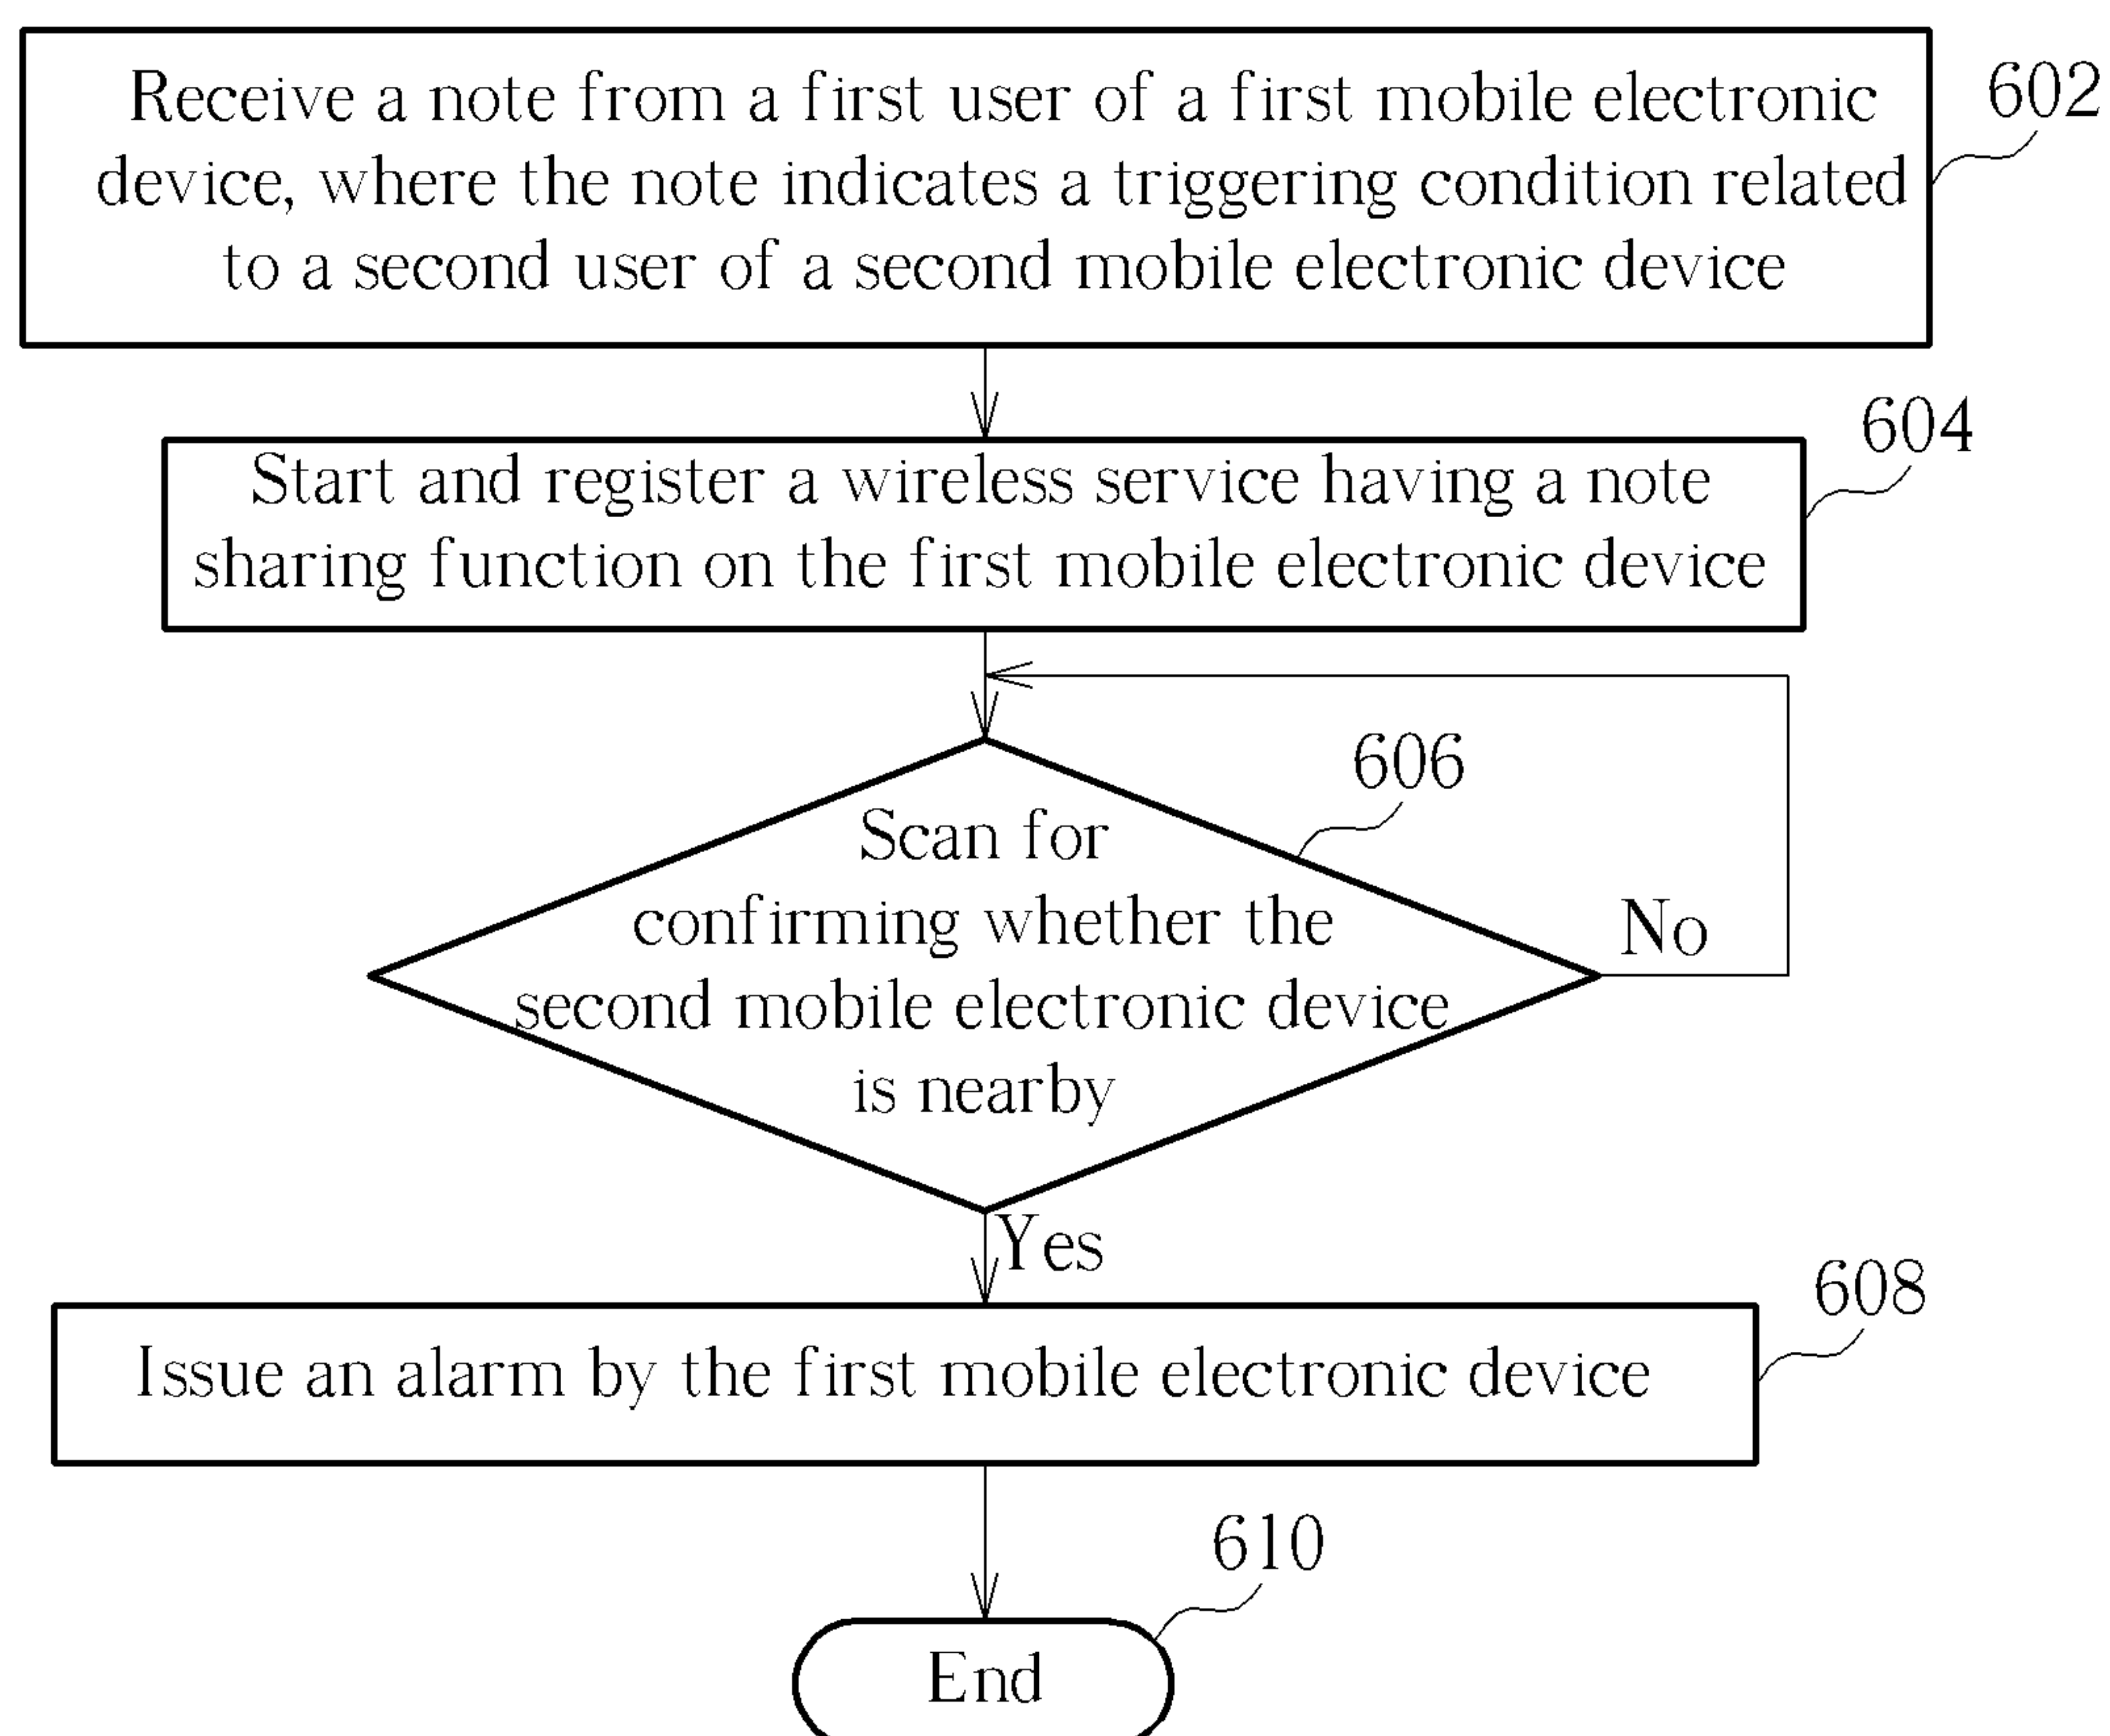 Receive a note from a first user of a first mobile electronic
device, where the note indicates a triggering condition related
to a second user of a second mobile electronic device
602
Start and register a wireless service having a note
sharing function on the first mobile electronic device
604
606
Scan for
confirming whether the
second mobile electronic device
is nearby
No
Yes
608
Issue an alarm by the first mobile electronic device
610
End